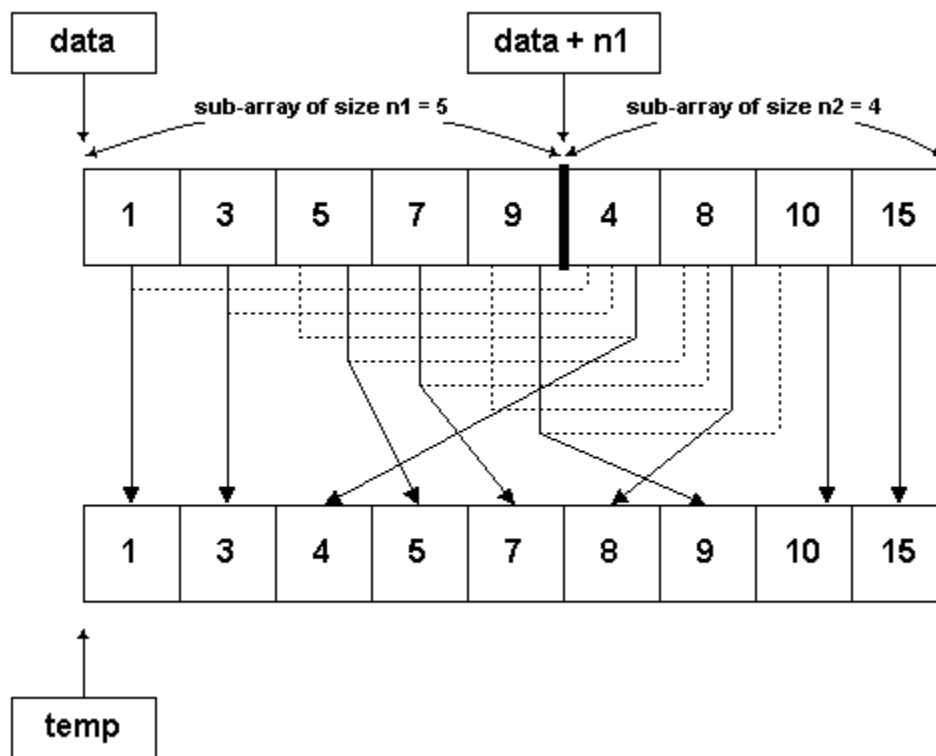 data
data + n1
sub-array of size n1 = 5
sub-array of size n2 = 4
1 3 5 7 9 4 8 10 15
1 3 4 5 7 8 9 10 15
temp